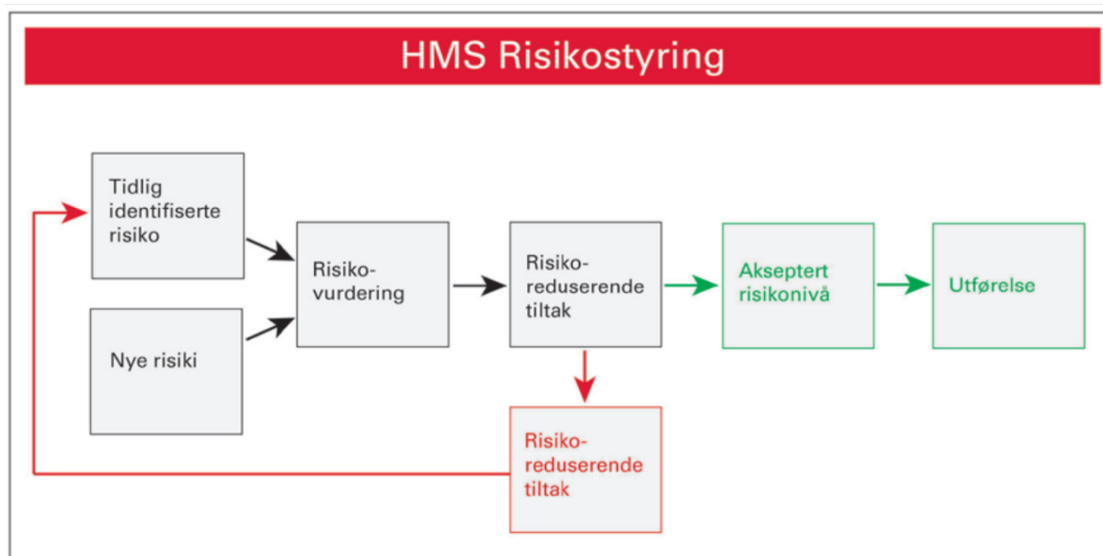 HMS Risikostyring
Tidlig
identifiserte
risiko
Nye risiki
Risiko-
vurdering
Risiko-
reduserende
tiltak
Akseptert
risikonivå
Utførelse
Risiko-
reduserende
tiltak